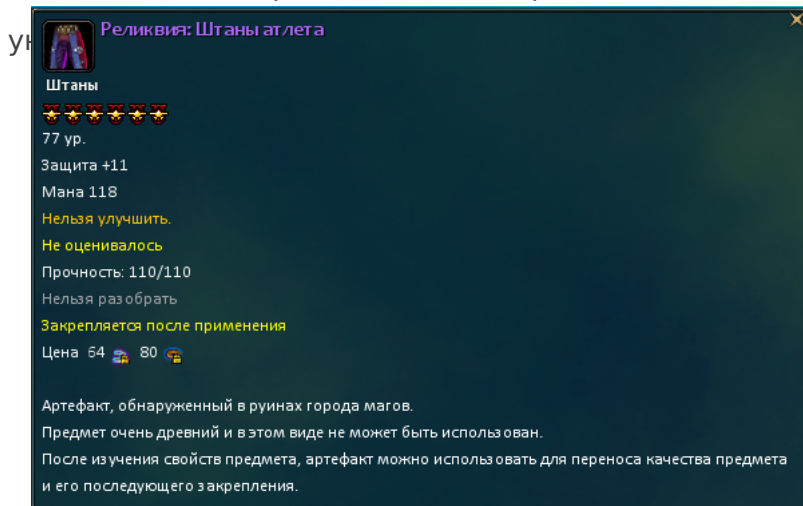 Реликвия: Штаны атлета
Штаны
77 ур.
Защита +11
Мана 118
Нельзя улучшить.
Не оценивалось
Прочность: 110/110
Нельзя разобрать
Закрепляется после применения
Цена 64 80
Артефакт, обнаруженный в руинах города магов.
Предмет очень древний и в этом виде не может быть использован.
После изучения свойств предмета, артефакт можно использовать для переноса качества предмета
и его последующего закрепления.